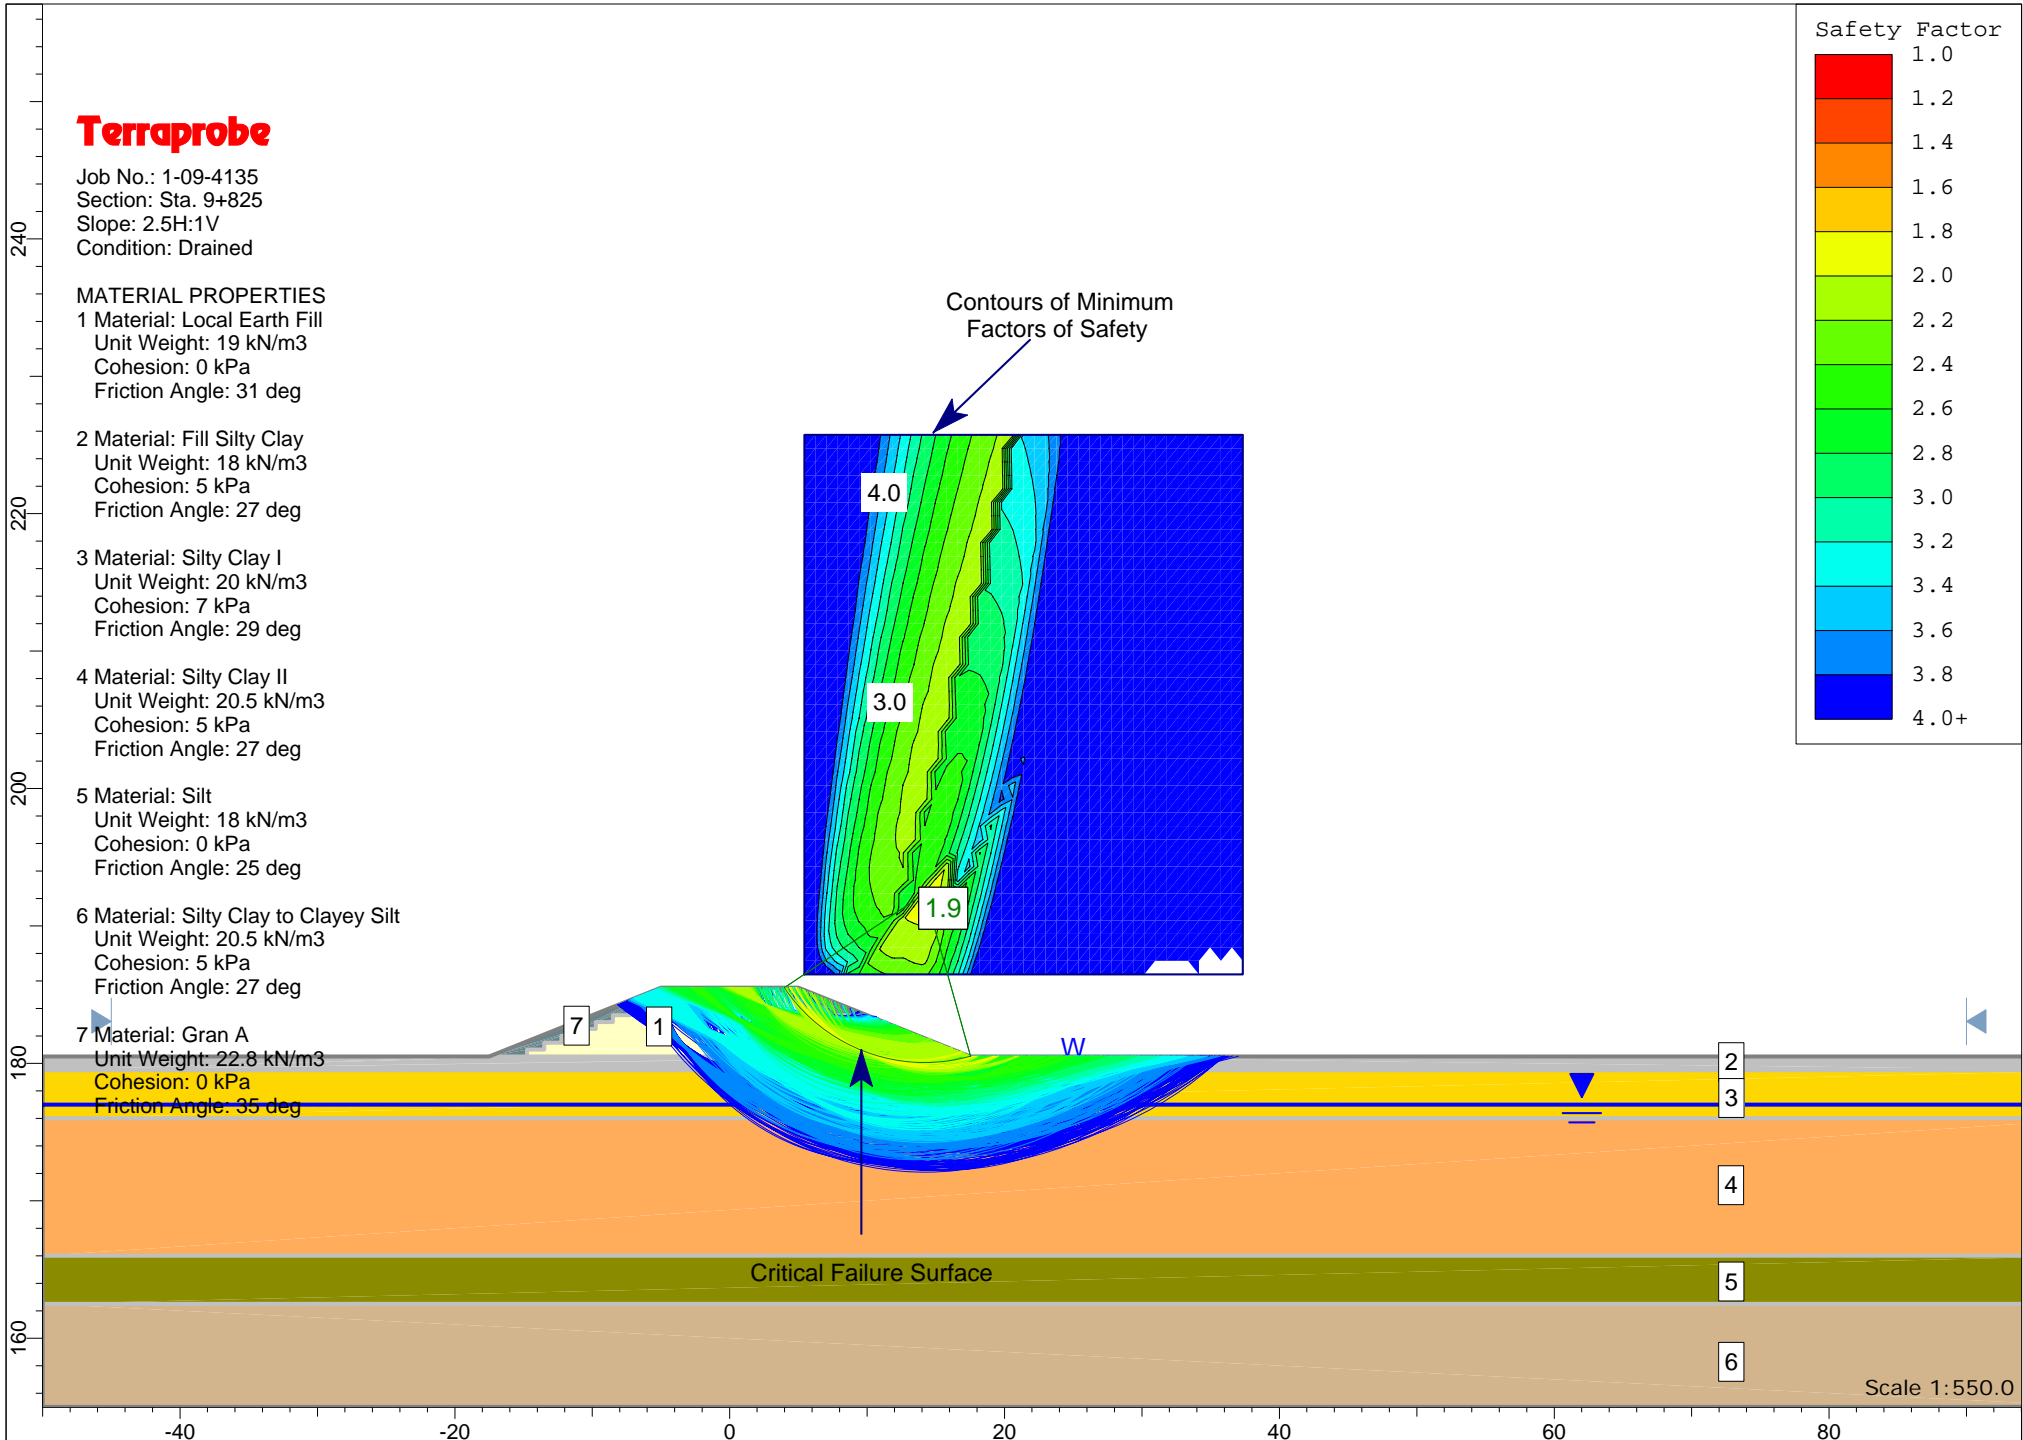 Terraprobe
Job No.: 1-09-4135
Section: Sta. 9+825
Slope: 2.5H:1V
Condition: Drained
MATERIAL PROPERTIES
1 Material: Local Earth Fill
Unit Weight: 19 kN/m3
Cohesion: 0 kPa
Friction Angle: 31 deg
2 Material: Fill Silty Clay
Unit Weight: 18 kN/m3
Cohesion: 5 kPa
Friction Angle: 27 deg
3 Material: Silty Clay I
Unit Weight: 20 kN/m3
Cohesion: 7 kPa
Friction Angle: 29 deg
4 Material: Silty Clay II
Unit Weight: 20.5 kN/m3
Cohesion: 5 kPa
Friction Angle: 27 deg
5 Material: Silt
Unit Weight: 18 kN/m3
Cohesion: 0 kPa
Friction Angle: 25 deg
6 Material: Silty Clay to Clayey Silt
Unit Weight: 20.5 kN/m3
Cohesion: 5 kPa
Friction Angle: 27 deg
7 Material: Gran A
Unit Weight: 22.8 kN/m3
Cohesion: 0 kPa
Friction Angle: 35 deg
Contours of Minimum
Factors of Safety
4.0
3.0
1.9
Safety Factor
1.0
1.2
1.4
1.6
1.8
2.0
2.2
2.4
2.6
2.8
3.0
3.2
3.4
3.6
3.8
4.0+
240
220
200
180
160
7
1
W
2
3
4
5
6
Critical Failure Surface
Scale 1:550.0
-40
-20
0
20
40
60
80